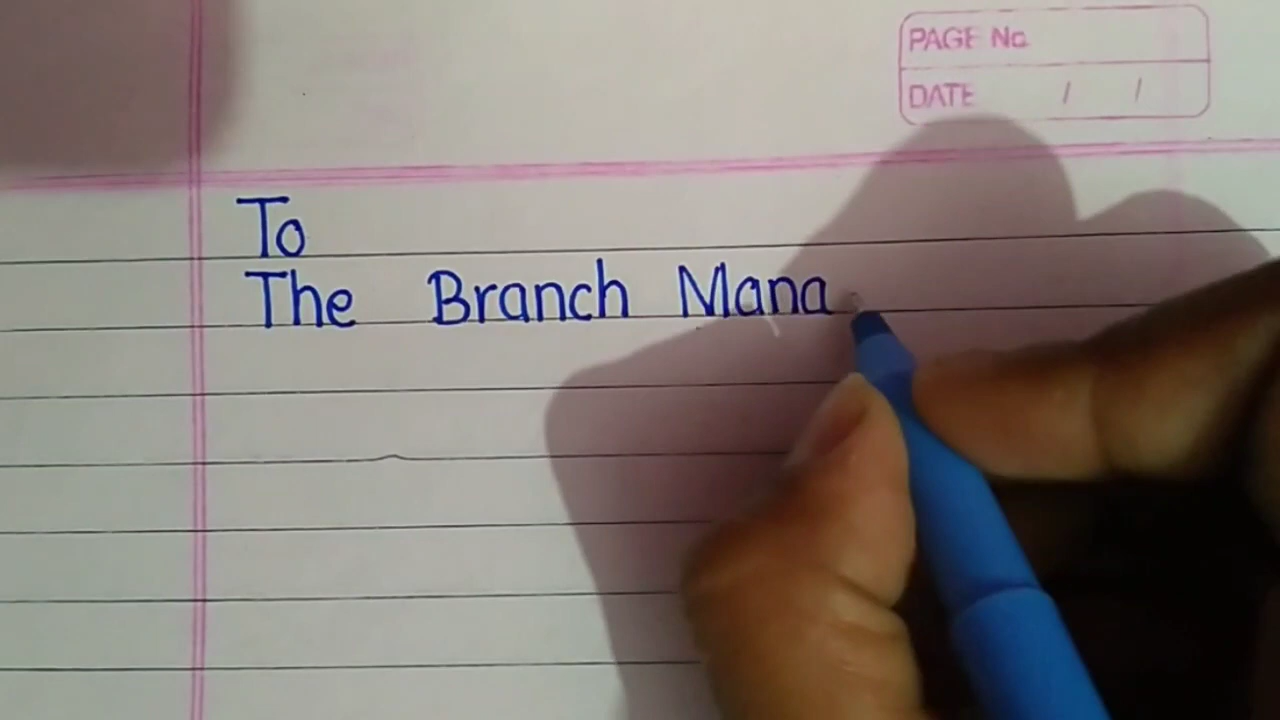 PAGE No
DATE / /
To
The Branch Mana